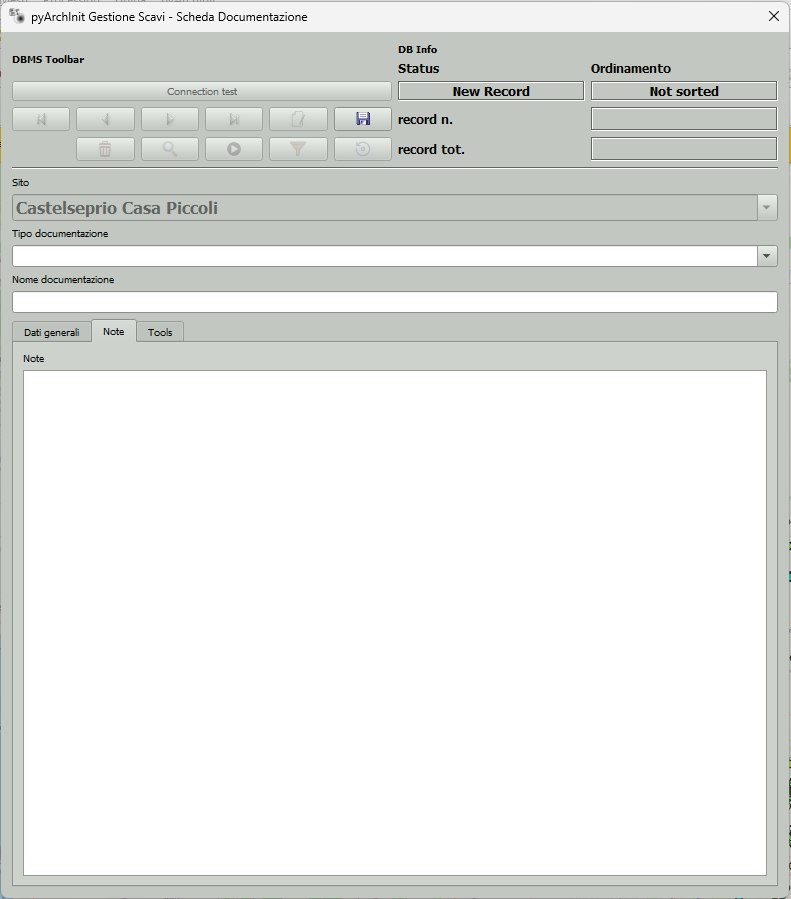 pyArchInit Gestione Scavi - Scheda Documentazione
DBMS Toolbar
DB Info
Status
Ordinamento
Connection test
New Record
Not sorted
record n.
record tot.
Sito
Castelseprio Casa Piccoli
Tipo documentazione
Nome documentazione
Dati generali
Note
Tools
Note